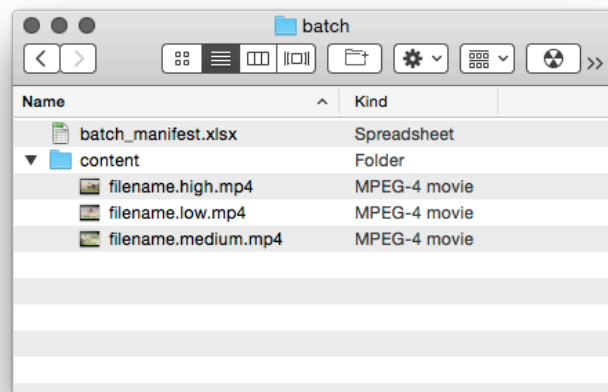 batch
Name Kind
batch_manifest.xlsx Spreadsheet
content Folder
filename.high.mp4 MPEG-4 movie
filename.low.mp4 MPEG-4 movie
filename.medium.mp4 MPEG-4 movie